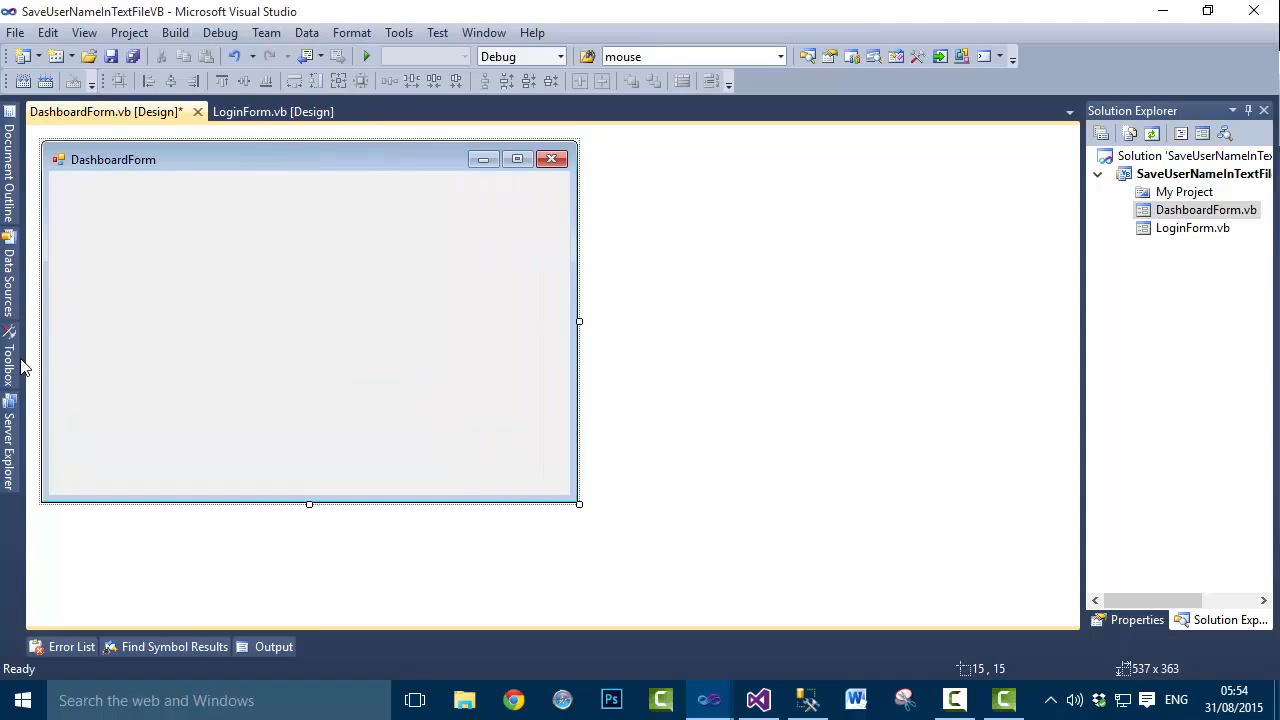 SaveUserNameInTextFileVB - Microsoft Visual Studio
File Edit View Project Build Debug Team Data Format Tools Test Window Help
Debug mouse
DashboardForm.vb [Design]* LoginForm.vb [Design]
Solution Explorer
Document Outline
Data Sources
Toolbox
Server Explorer
DashboardForm
Solution 'SaveUserNameInTe
SaveUserNameInTextFil
My Project
DashboardForm.vb
LoginForm.vb
Properties Solution Exp...
Error List Find Symbol Results Output
Ready 15 , 15 537 x 363
Search the web and Windows Ps ENG 05:54
31/08/2015